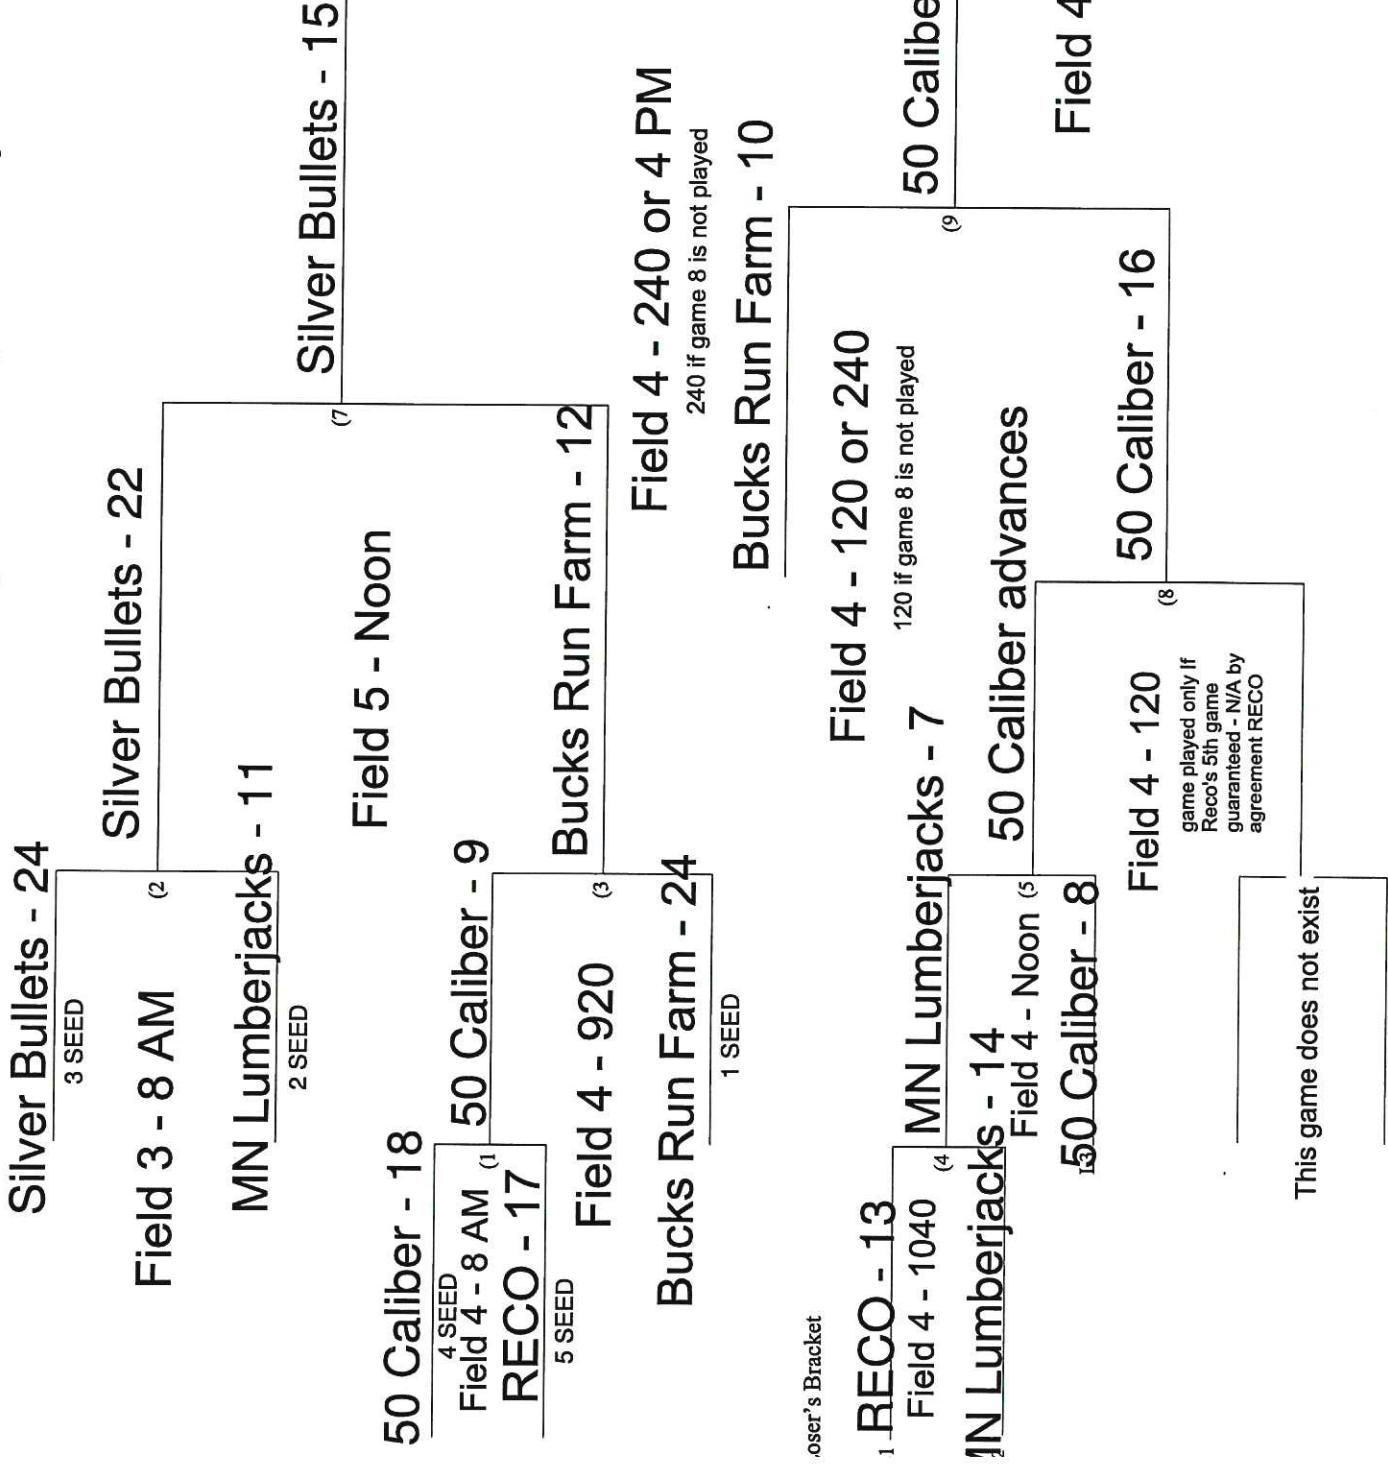 Silver Bullets - 24
3 SEED
Silver Bullets - 22
Field 3 - 8 AM
(2
MN Lumberjacks - 11
2 SEED
Silver Bullets - 15
(7
Field 5 - Noon
50 Caliber - 18
4 SEED
Field 4 - 8 AM
(1
RECO - 17
5 SEED
50 Caliber - 9
Field 4 - 920
(3
Bucks Run Farm - 12
Bucks Run Farm - 24
1 SEED
Field 4 - 240 or 4 PM
240 if game 8 is not played
Bucks Run Farm - 10
oser's Bracket
1
RECO - 13
Field 4 - 1040
(4
MN Lumberjacks - 14
MN Lumberjacks - 7
Field 4 - Noon
(5
50 Caliber - 8
Field 4 - 120 or 240
120 if game 8 is not played
50 Calibe
(9
50 Caliber advances
Field 4
Field 4 - 120
game played only If
Reco's 5th game
guaranteed - N/A by
agreement RECO
(8
50 Caliber - 16
This game does not exist